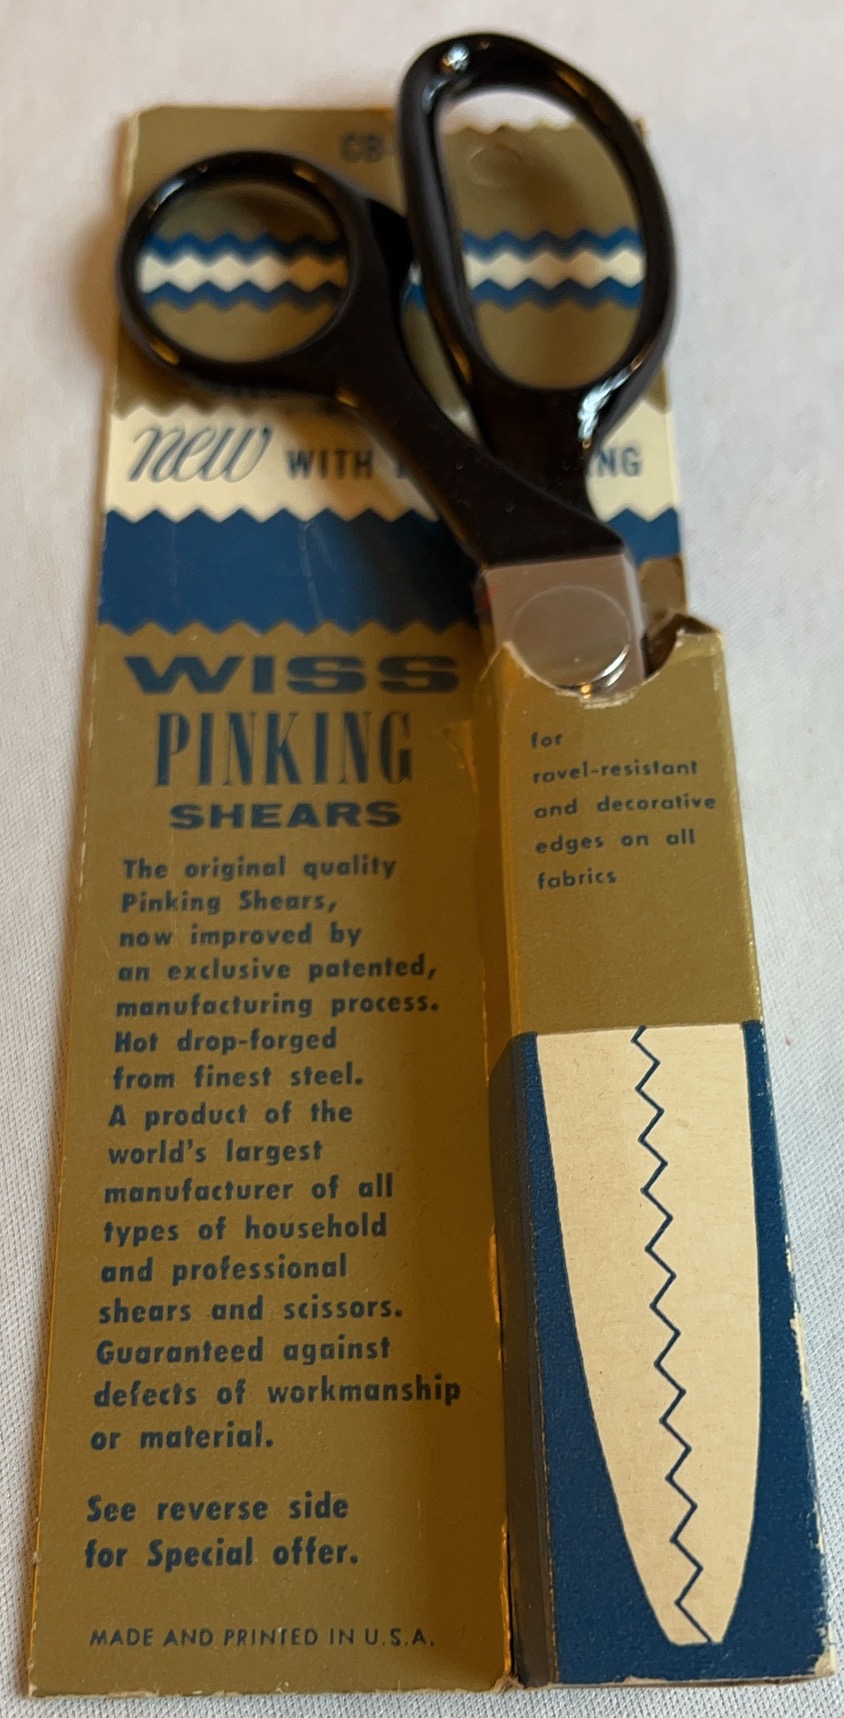 CB-
new WITH NG
WISS
PINKING
SHEARS
The original quality
Pinking Shears,
now improved by
an exclusive patented,
manufacturing process.
Hot drop-forged
from finest steel.
A product of the
world's largest
manufacturer of all
types of household
and professional
shears and scissors.
Guaranteed against
defects of workmanship
or material.
See reverse side
for Special offer.
MADE AND PRINTED IN U.S.A.
for
ravel-resistant
and decorative
edges on all
fabrics